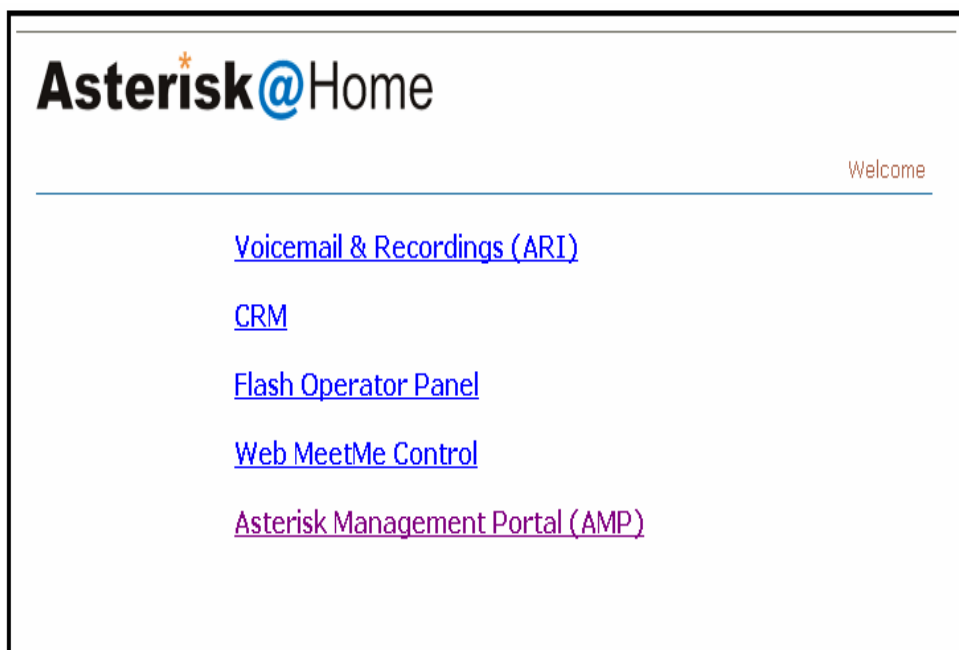 Asterisk@Home
Welcome
Voicemail & Recordings (ARI)
CRM
Flash Operator Panel
Web MeetMe Control
Asterisk Management Portal (AMP)